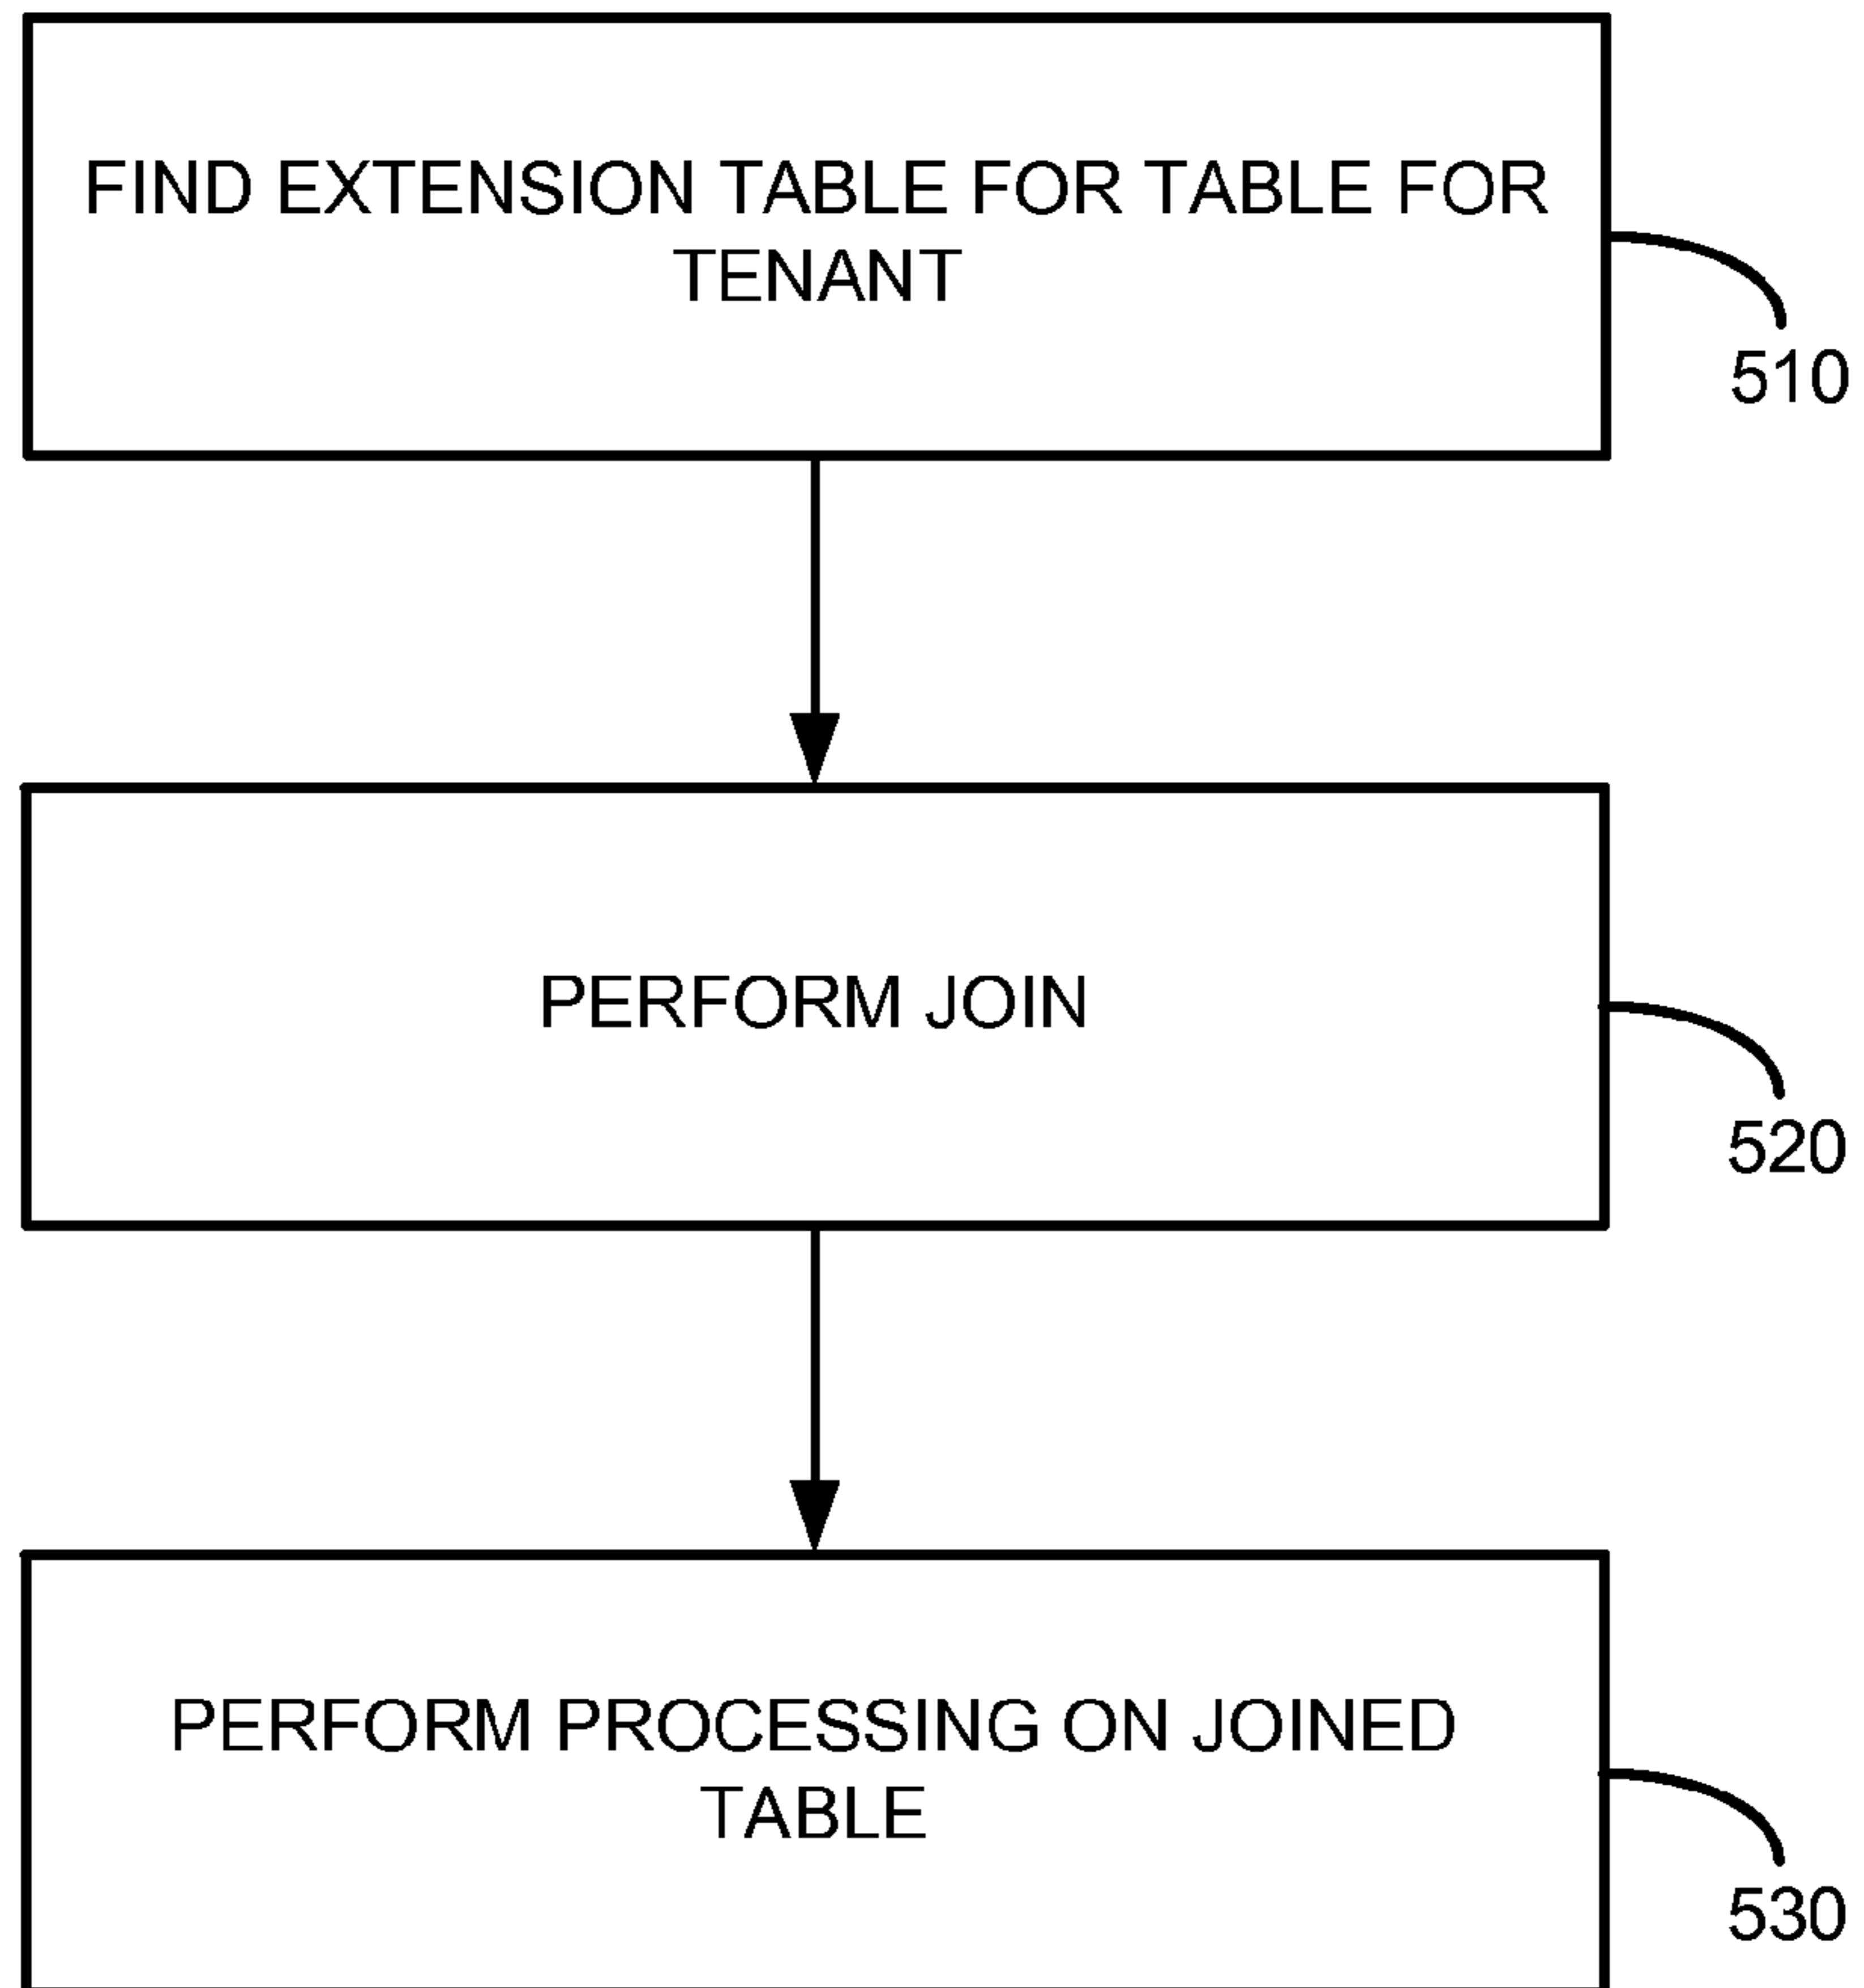 FIND EXTENSION TABLE FOR TABLE FOR
TENANT
510
PERFORM JOIN
520
PERFORM PROCESSING ON JOINED
TABLE
530